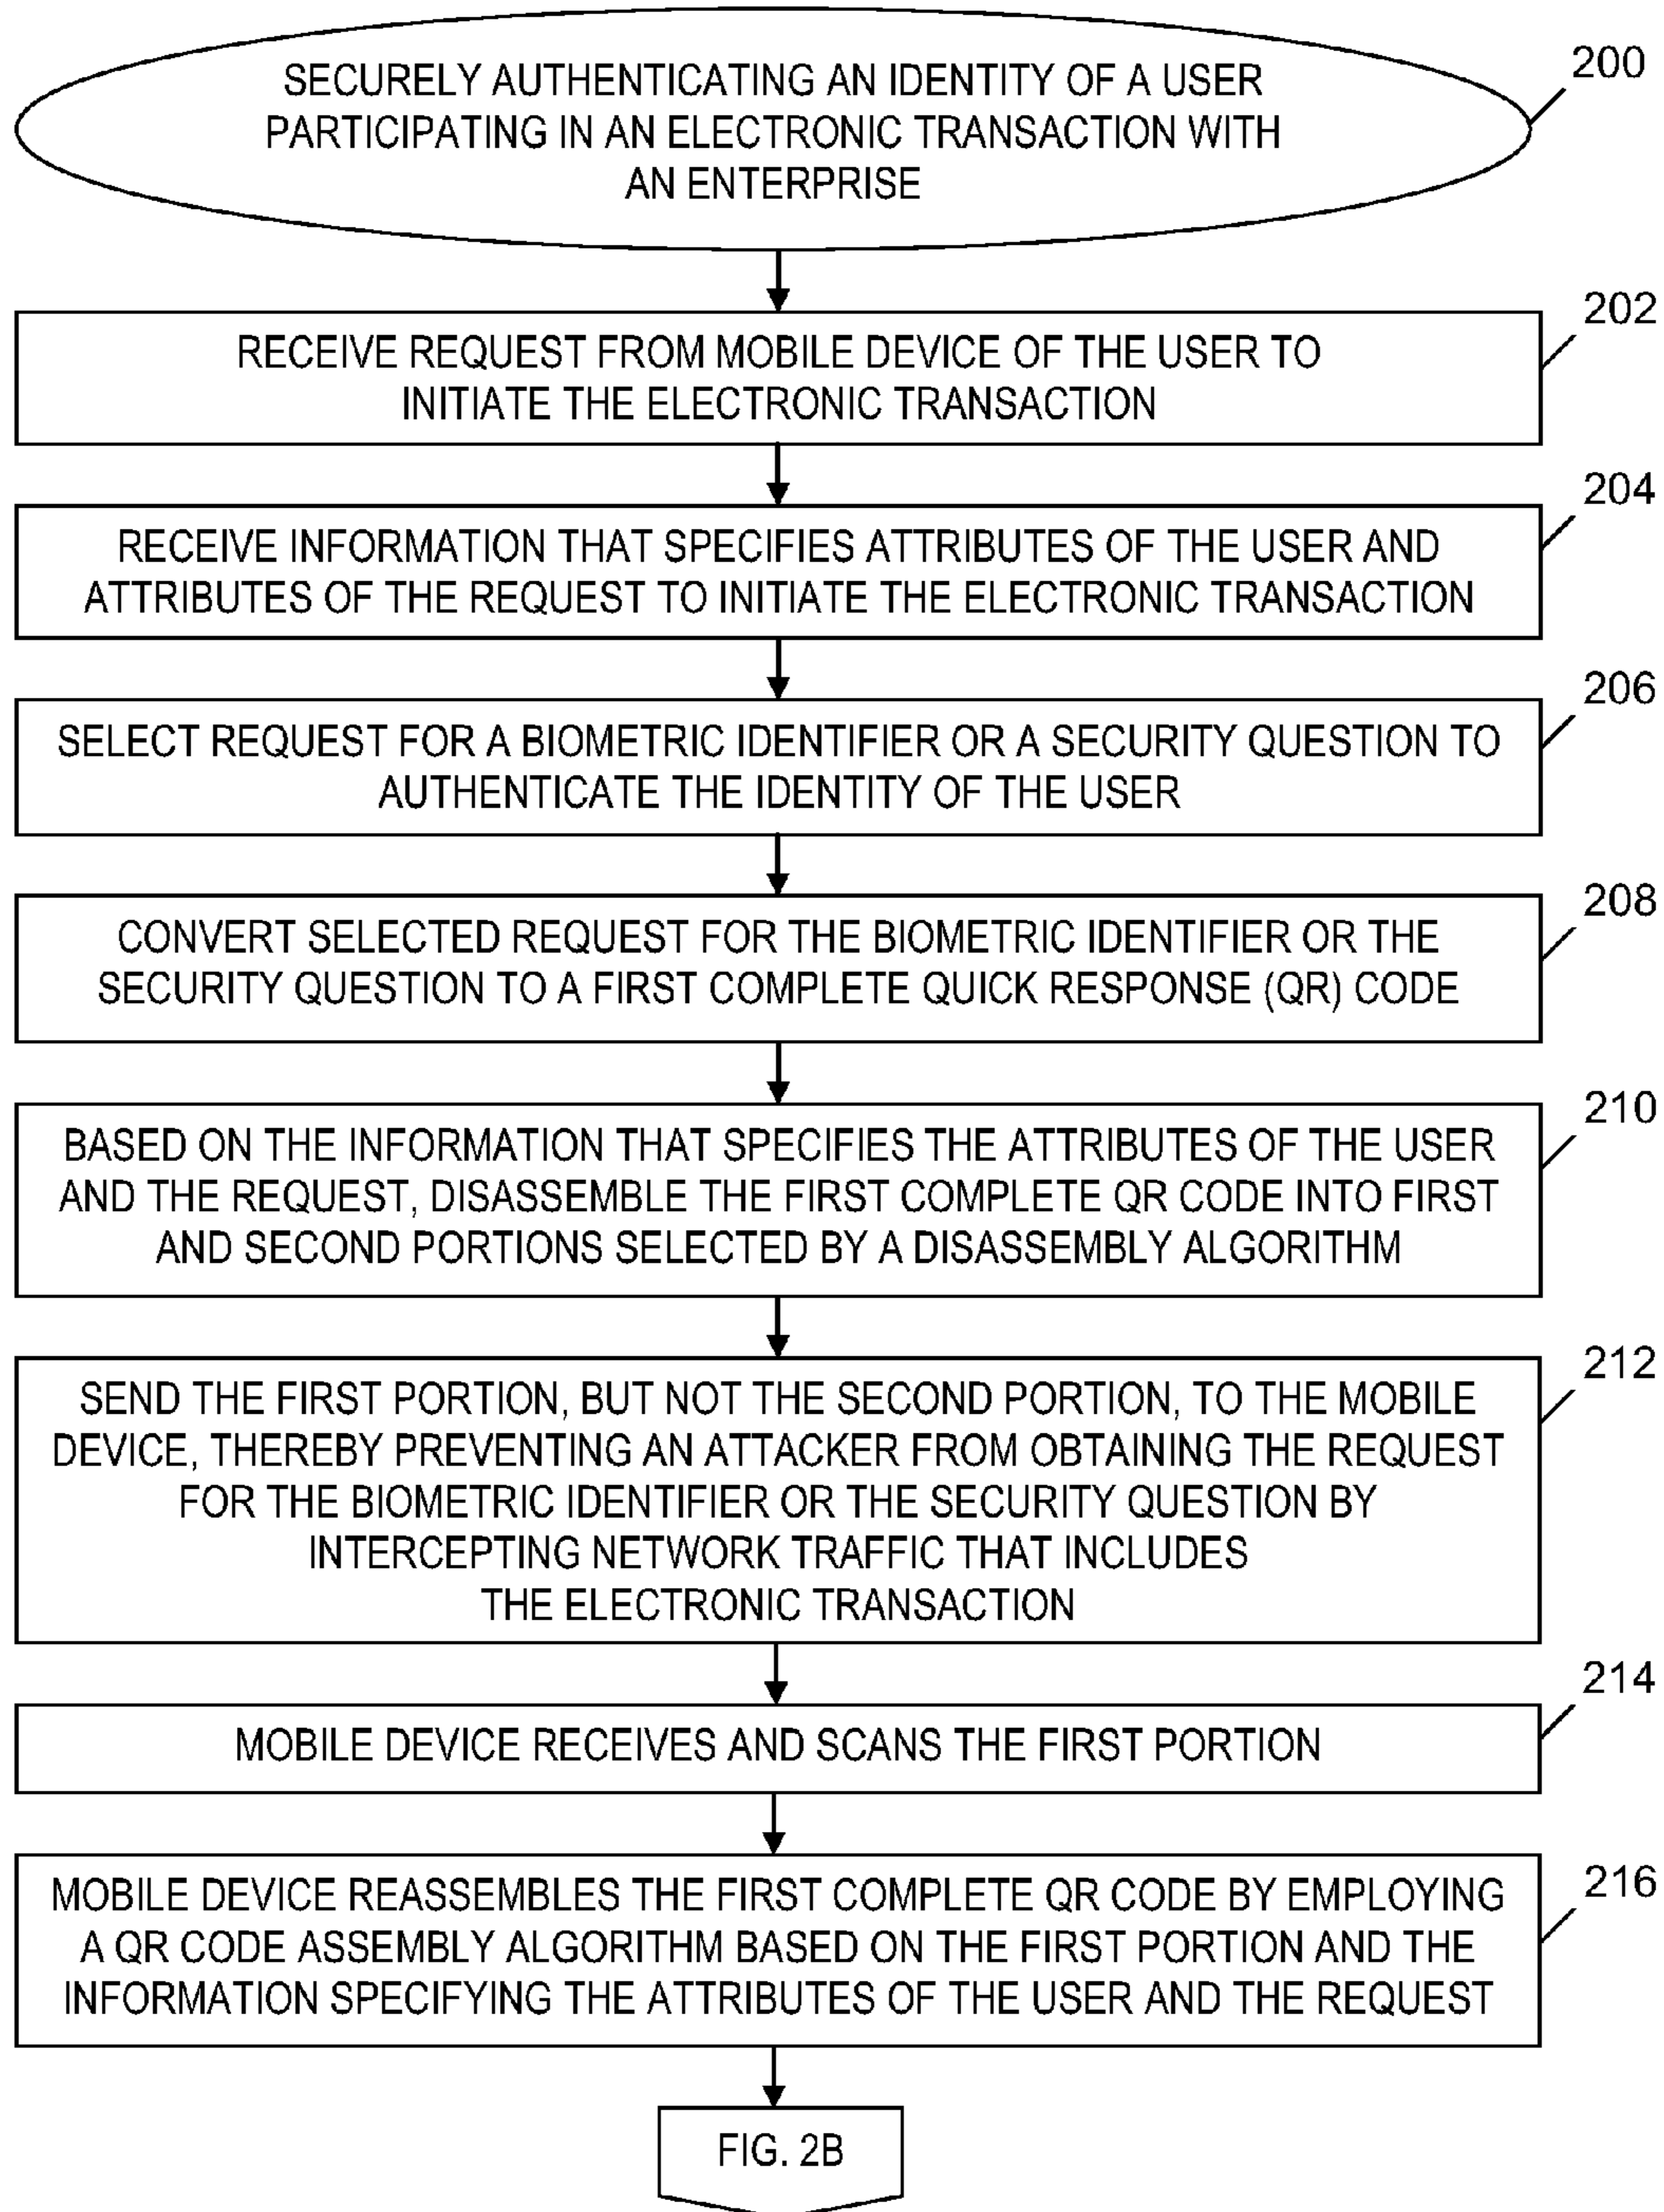 SECURELY AUTHENTICATING AN IDENTITY OF A USER
PARTICIPATING IN AN ELECTRONIC TRANSACTION WITH
AN ENTERPRISE
200
202
RECEIVE REQUEST FROM MOBILE DEVICE OF THE USER TO
INITIATE THE ELECTRONIC TRANSACTION
204
RECEIVE INFORMATION THAT SPECIFIES ATTRIBUTES OF THE USER AND
ATTRIBUTES OF THE REQUEST TO INITIATE THE ELECTRONIC TRANSACTION
206
SELECT REQUEST FOR A BIOMETRIC IDENTIFIER OR A SECURITY QUESTION TO
AUTHENTICATE THE IDENTITY OF THE USER
208
CONVERT SELECTED REQUEST FOR THE BIOMETRIC IDENTIFIER OR THE
SECURITY QUESTION TO A FIRST COMPLETE QUICK RESPONSE (QR) CODE
210
BASED ON THE INFORMATION THAT SPECIFIES THE ATTRIBUTES OF THE USER
AND THE REQUEST, DISASSEMBLE THE FIRST COMPLETE QR CODE INTO FIRST
AND SECOND PORTIONS SELECTED BY A DISASSEMBLY ALGORITHM
212
SEND THE FIRST PORTION, BUT NOT THE SECOND PORTION, TO THE MOBILE
DEVICE, THEREBY PREVENTING AN ATTACKER FROM OBTAINING THE REQUEST
FOR THE BIOMETRIC IDENTIFIER OR THE SECURITY QUESTION BY
INTERCEPTING NETWORK TRAFFIC THAT INCLUDES
THE ELECTRONIC TRANSACTION
214
MOBILE DEVICE RECEIVES AND SCANS THE FIRST PORTION
216
MOBILE DEVICE REASSEMBLES THE FIRST COMPLETE QR CODE BY EMPLOYING
A QR CODE ASSEMBLY ALGORITHM BASED ON THE FIRST PORTION AND THE
INFORMATION SPECIFYING THE ATTRIBUTES OF THE USER AND THE REQUEST
FIG. 2B